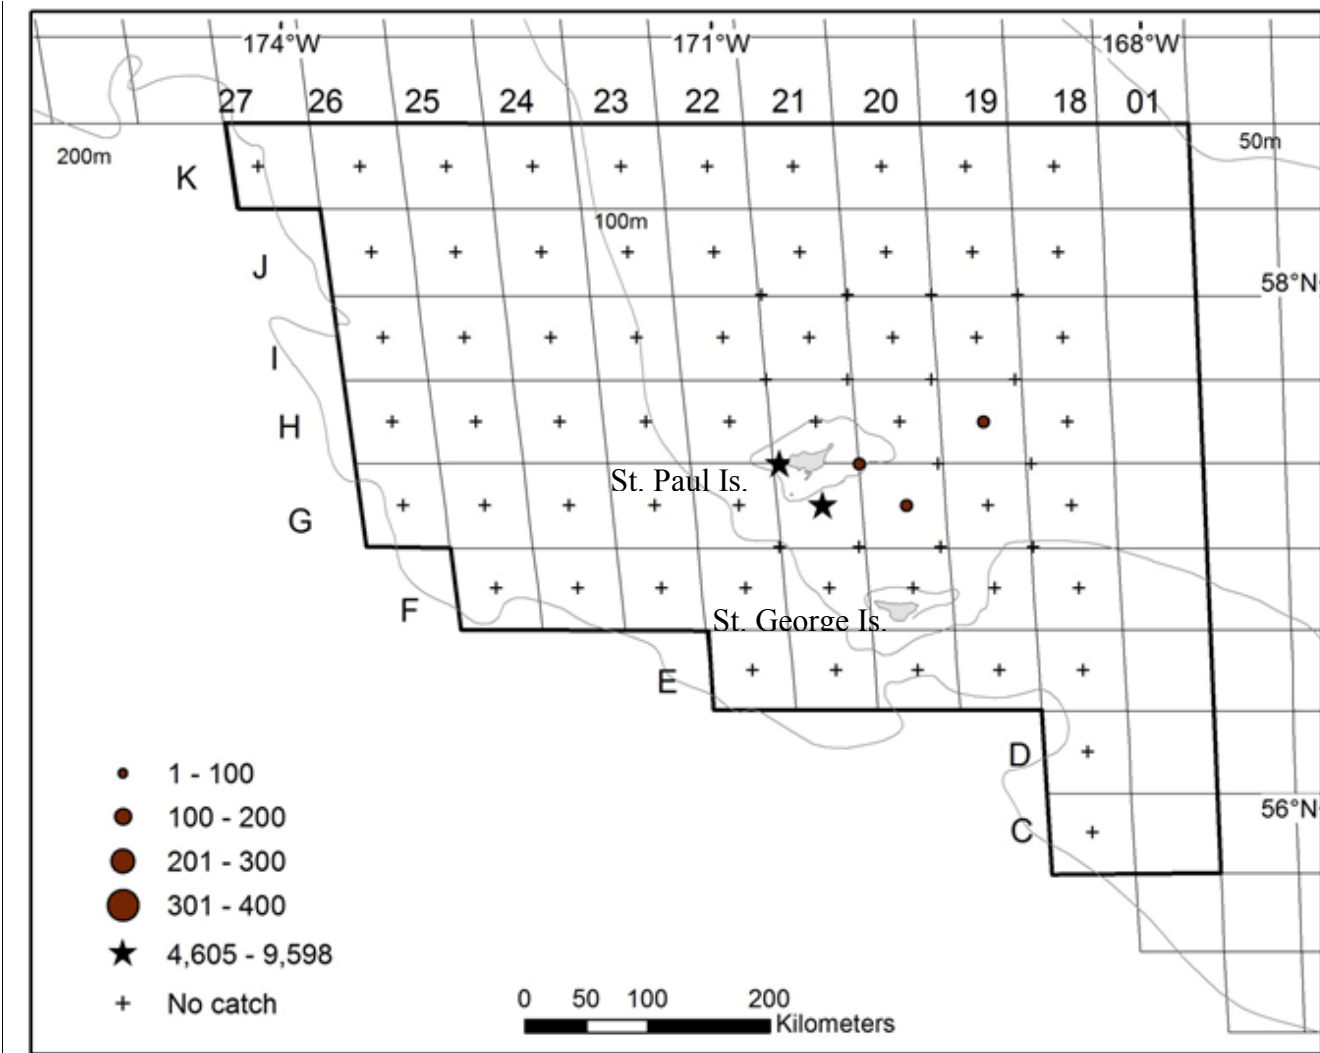 174°W 171°W 168°W
27 26 25 24 23 22 21 20 19 18 01
50m
200m
K
100m
J
58°N
I
H
St. Paul Is.
G
F
St. George Is.
E
D
1 - 100
56°N
100 - 200
C
201 - 300
301 - 400
4,605 - 9,598
No catch
0 50 100 200
Kilometers